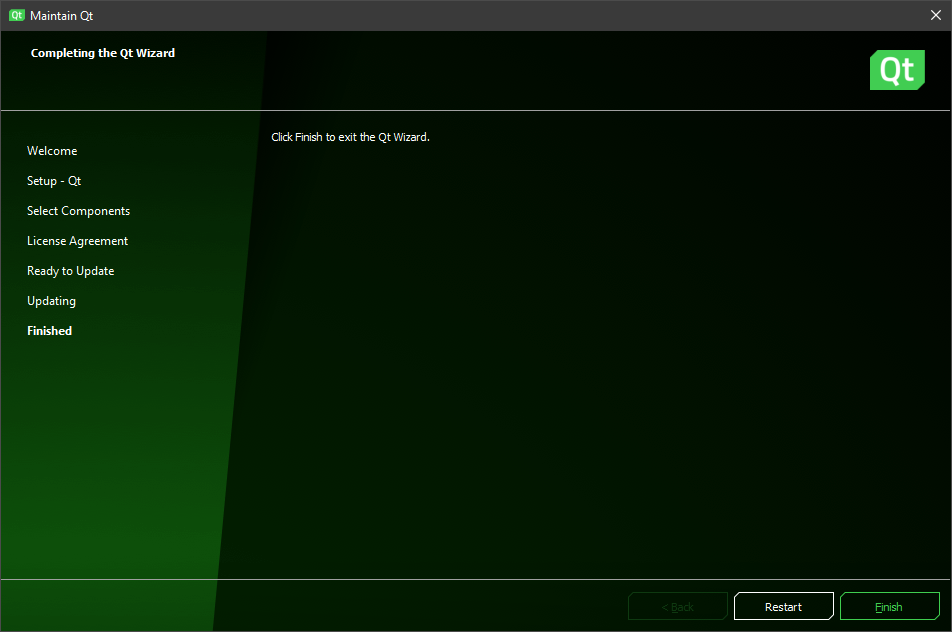 Qt Maintain Qt
Completing the Qt Wizard
Qt
Click Finish to exit the Qt Wizard.
Welcome
Setup - Qt
Select Components
License Agreement
Ready to Update
Updating
Finished
< Back Restart Finish